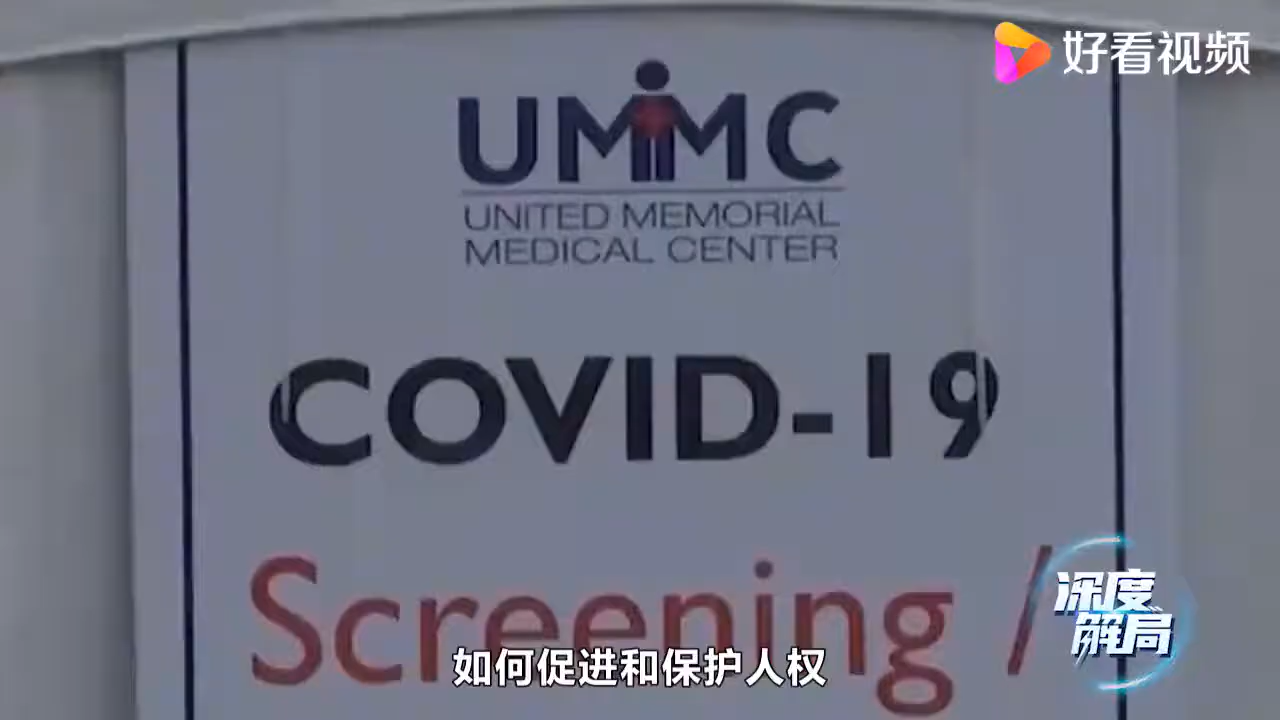 好看视频
UMMC
UNITED MEMORIAL
MEDICAL CENTER
COVID-19
Screening /
深度
解局
如何促进和保护人权